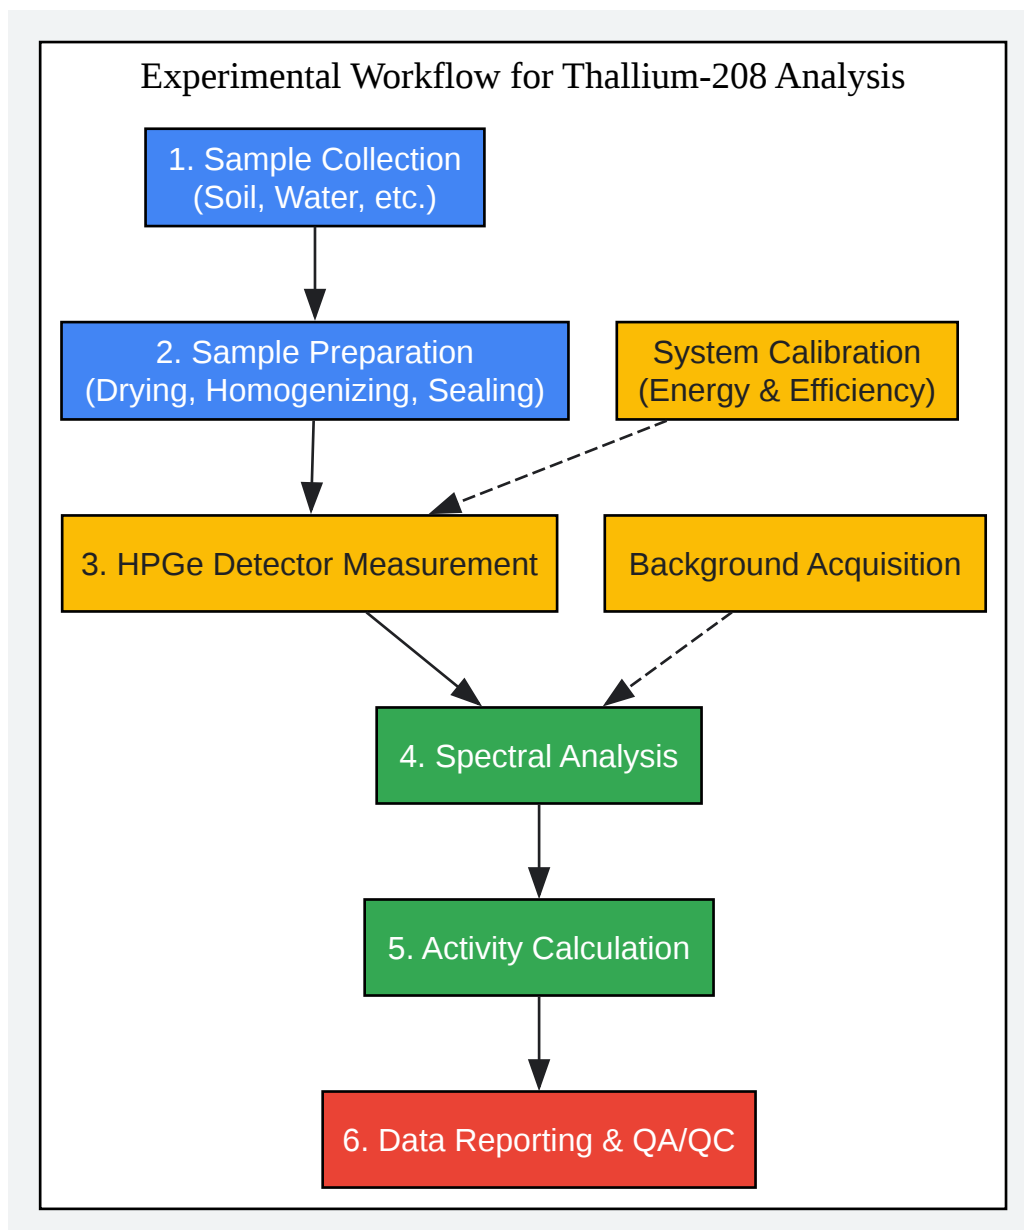 Experimental Workflow for Thallium-208 Analysis
1. Sample Collection
(Soil, Water, etc.)
2. Sample Preparation
(Drying, Homogenizing, Sealing)
System Calibration
(Energy & Efficiency)
3. HPGe Detector Measurement
Background Acquisition
4. Spectral Analysis
5. Activity Calculation
6. Data Reporting & QA/QC